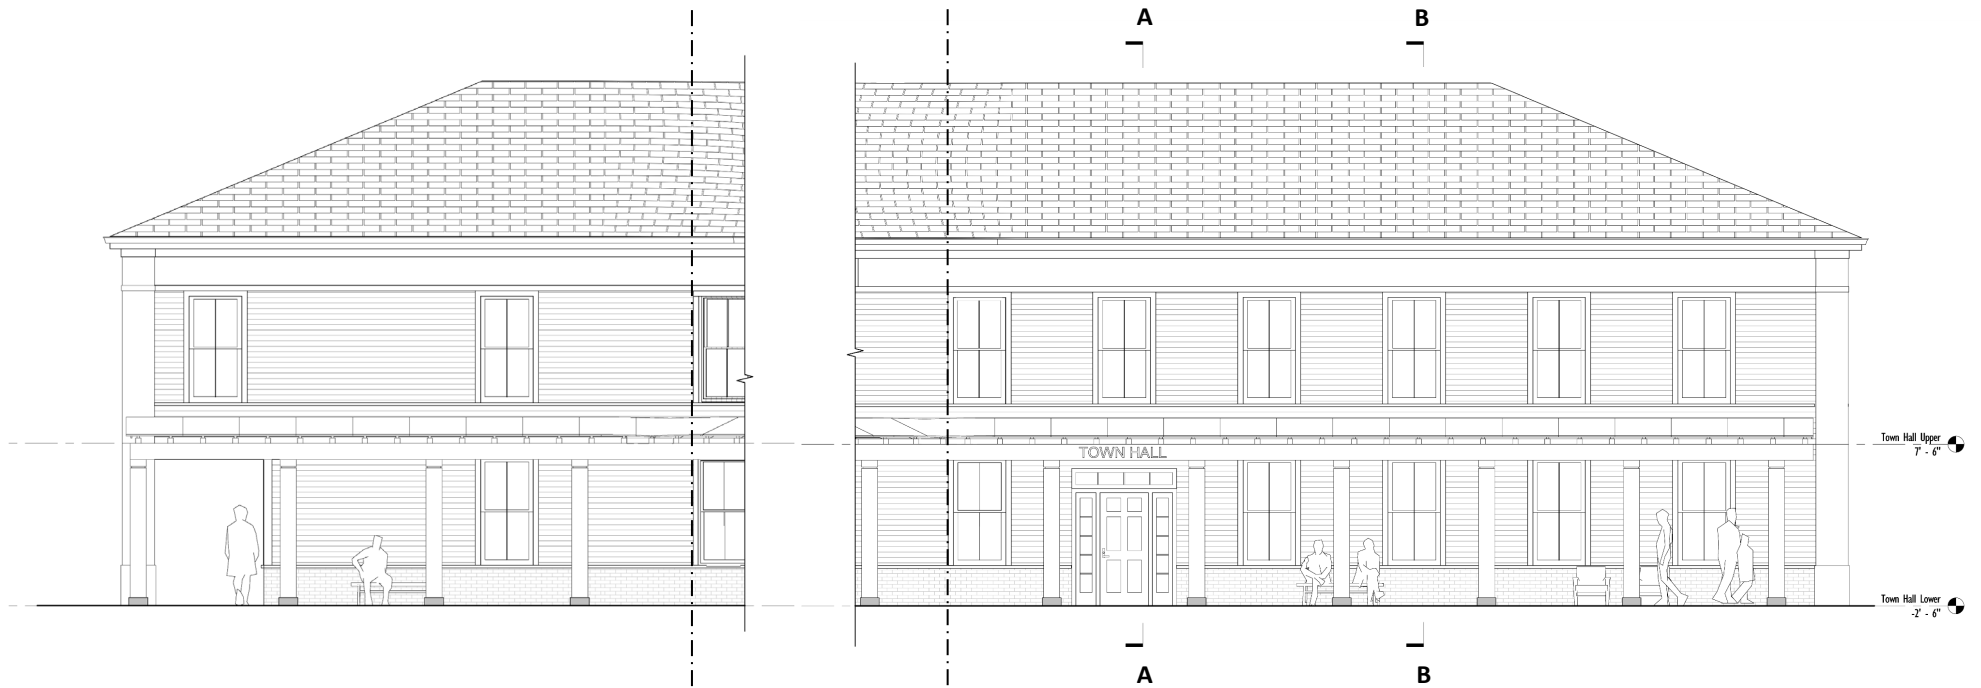 A
B
TOWN HALL
Town Hall Upper
7' - 6"
Town Hall Lower
-2' - 6"
A
B